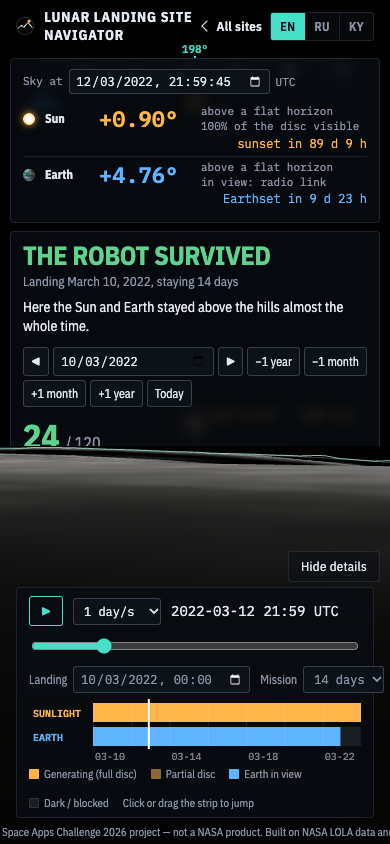 LUNAR LANDING SITE NAVIGATOR
All sites
EN
RU
KY
198°
Sky at 12/03/2022, 21:59:45 UTC
Sun +0.90° above a flat horizon
100% of the disc visible
sunset in 89 d 9 h
Earth +4.76° above a flat horizon
in view: radio link
Earthset in 9 d 23 h
THE ROBOT SURVIVED
Landing March 10, 2022, staying 14 days
Here the Sun and Earth stayed above the hills almost the
whole time.
10/03/2022
−1 year
−1 month
+1 month
+1 year
Today
24 / 120
Hide details
1 day/s
2022-03-12 21:59 UTC
Landing 10/03/2022, 00:00 Mission 14 days
SUNLIGHT
EARTH
03-10 03-14 03-18 03-22
Generating (full disc) Partial disc Earth in view
Dark / blocked Click or drag the strip to jump
Space Apps Challenge 2026 project — not a NASA product. Built on NASA LOLA data